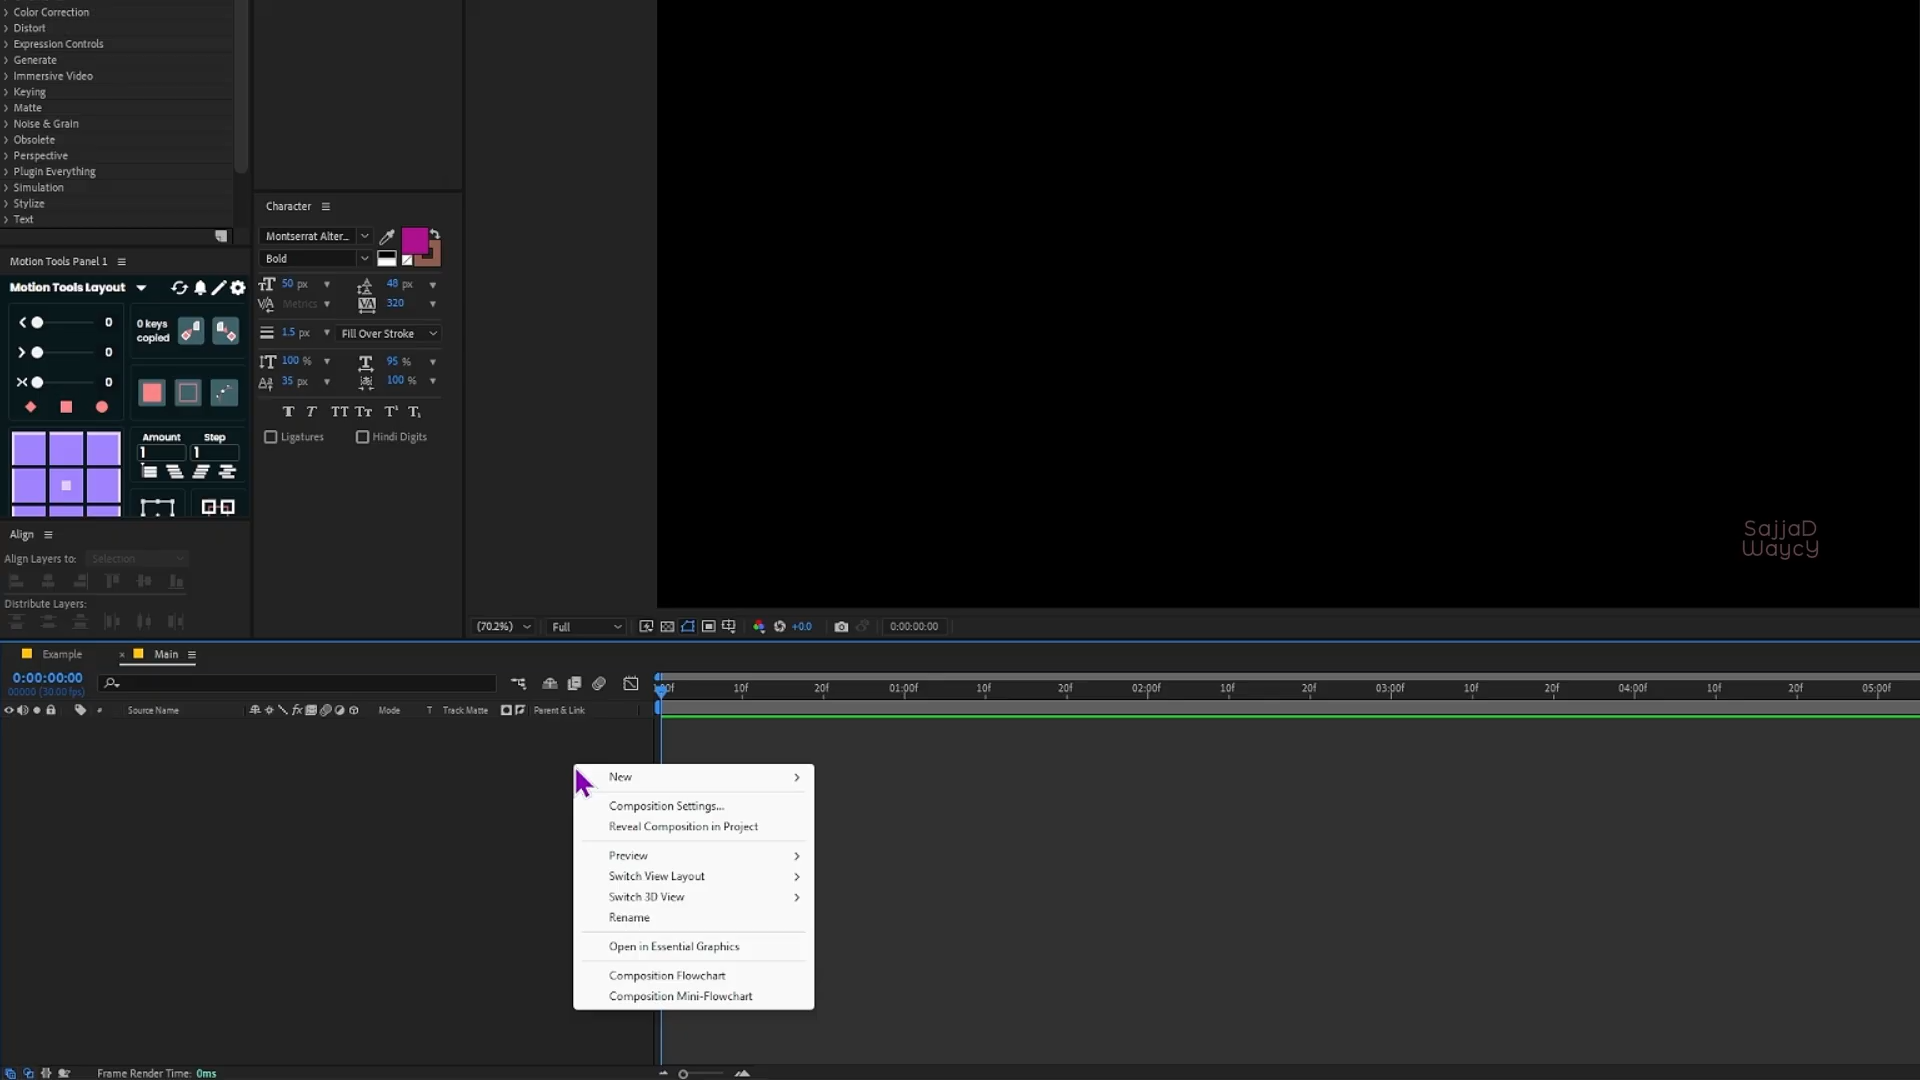 Color Correction
Distort
Expression Controls
Generate
Immersive Video
Keying
Matte
Noise & Grain
Obsolete
Perspective
Plugin Everything
Simulation
Stylize
Text
Motion Tools Panel 1
Motion Tools Layout
0
0 keys
copied
0
0
Amount
Step
1
1
Align
Align Layers to:
Selection
Distribute Layers:
Character
Montserrat Alter...
Bold
50 px
48 px
Metrics
320
1.5 px
Fill Over Stroke
100 %
95 %
35 px
100 %
Ligatures
Hindi Digits
SajjaD
WaycY
(70.2%)
Full
+0.0
0:00:00:00
Example
Main
0:00:00:00
00000 (30.00 fps)
10f
20f
01:00f
10f
20f
02:00f
10f
20f
03:00f
10f
20f
04:00f
10f
20f
05:00f
#
Source Name
Mode
T
Track Matte
Parent & Link
New
Composition Settings...
Reveal Composition in Project
Preview
Switch View Layout
Switch 3D View
Rename
Open in Essential Graphics
Composition Flowchart
Composition Mini-Flowchart
Frame Render Time: 0ms